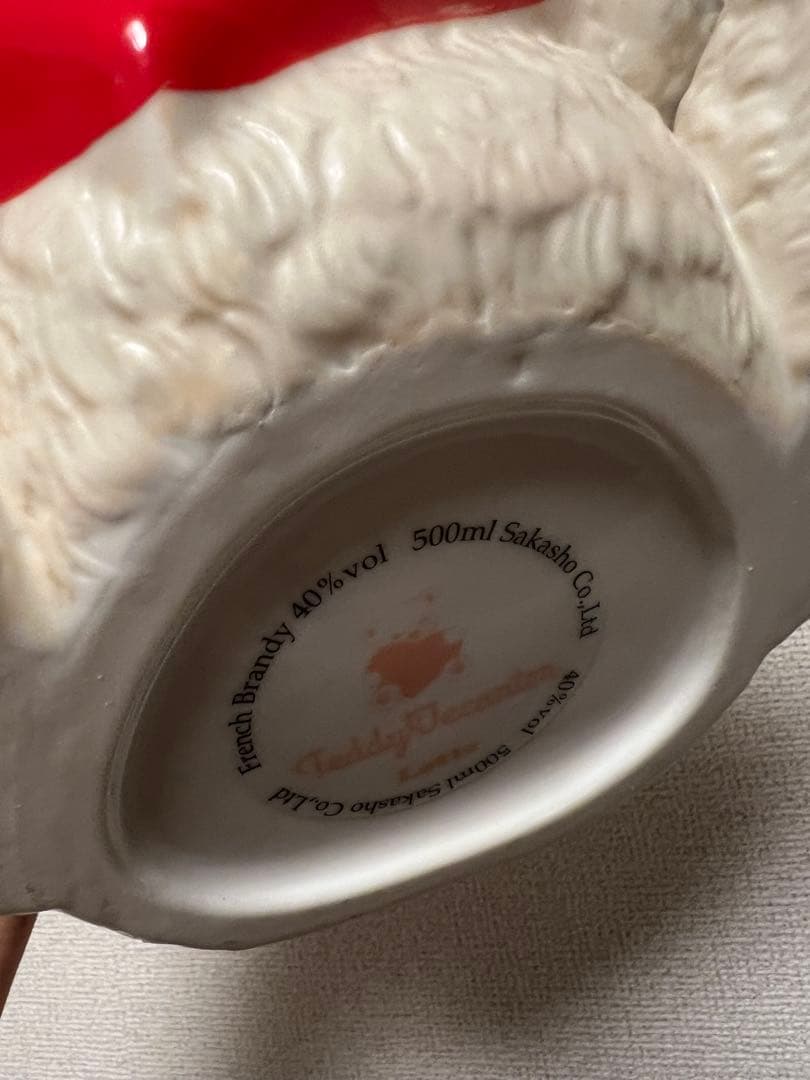 French Brandy 40%vol 500ml Sakasho Co.,Ltd
40%vol 500ml Sakasho Co.,Ltd
Teddy Decanter